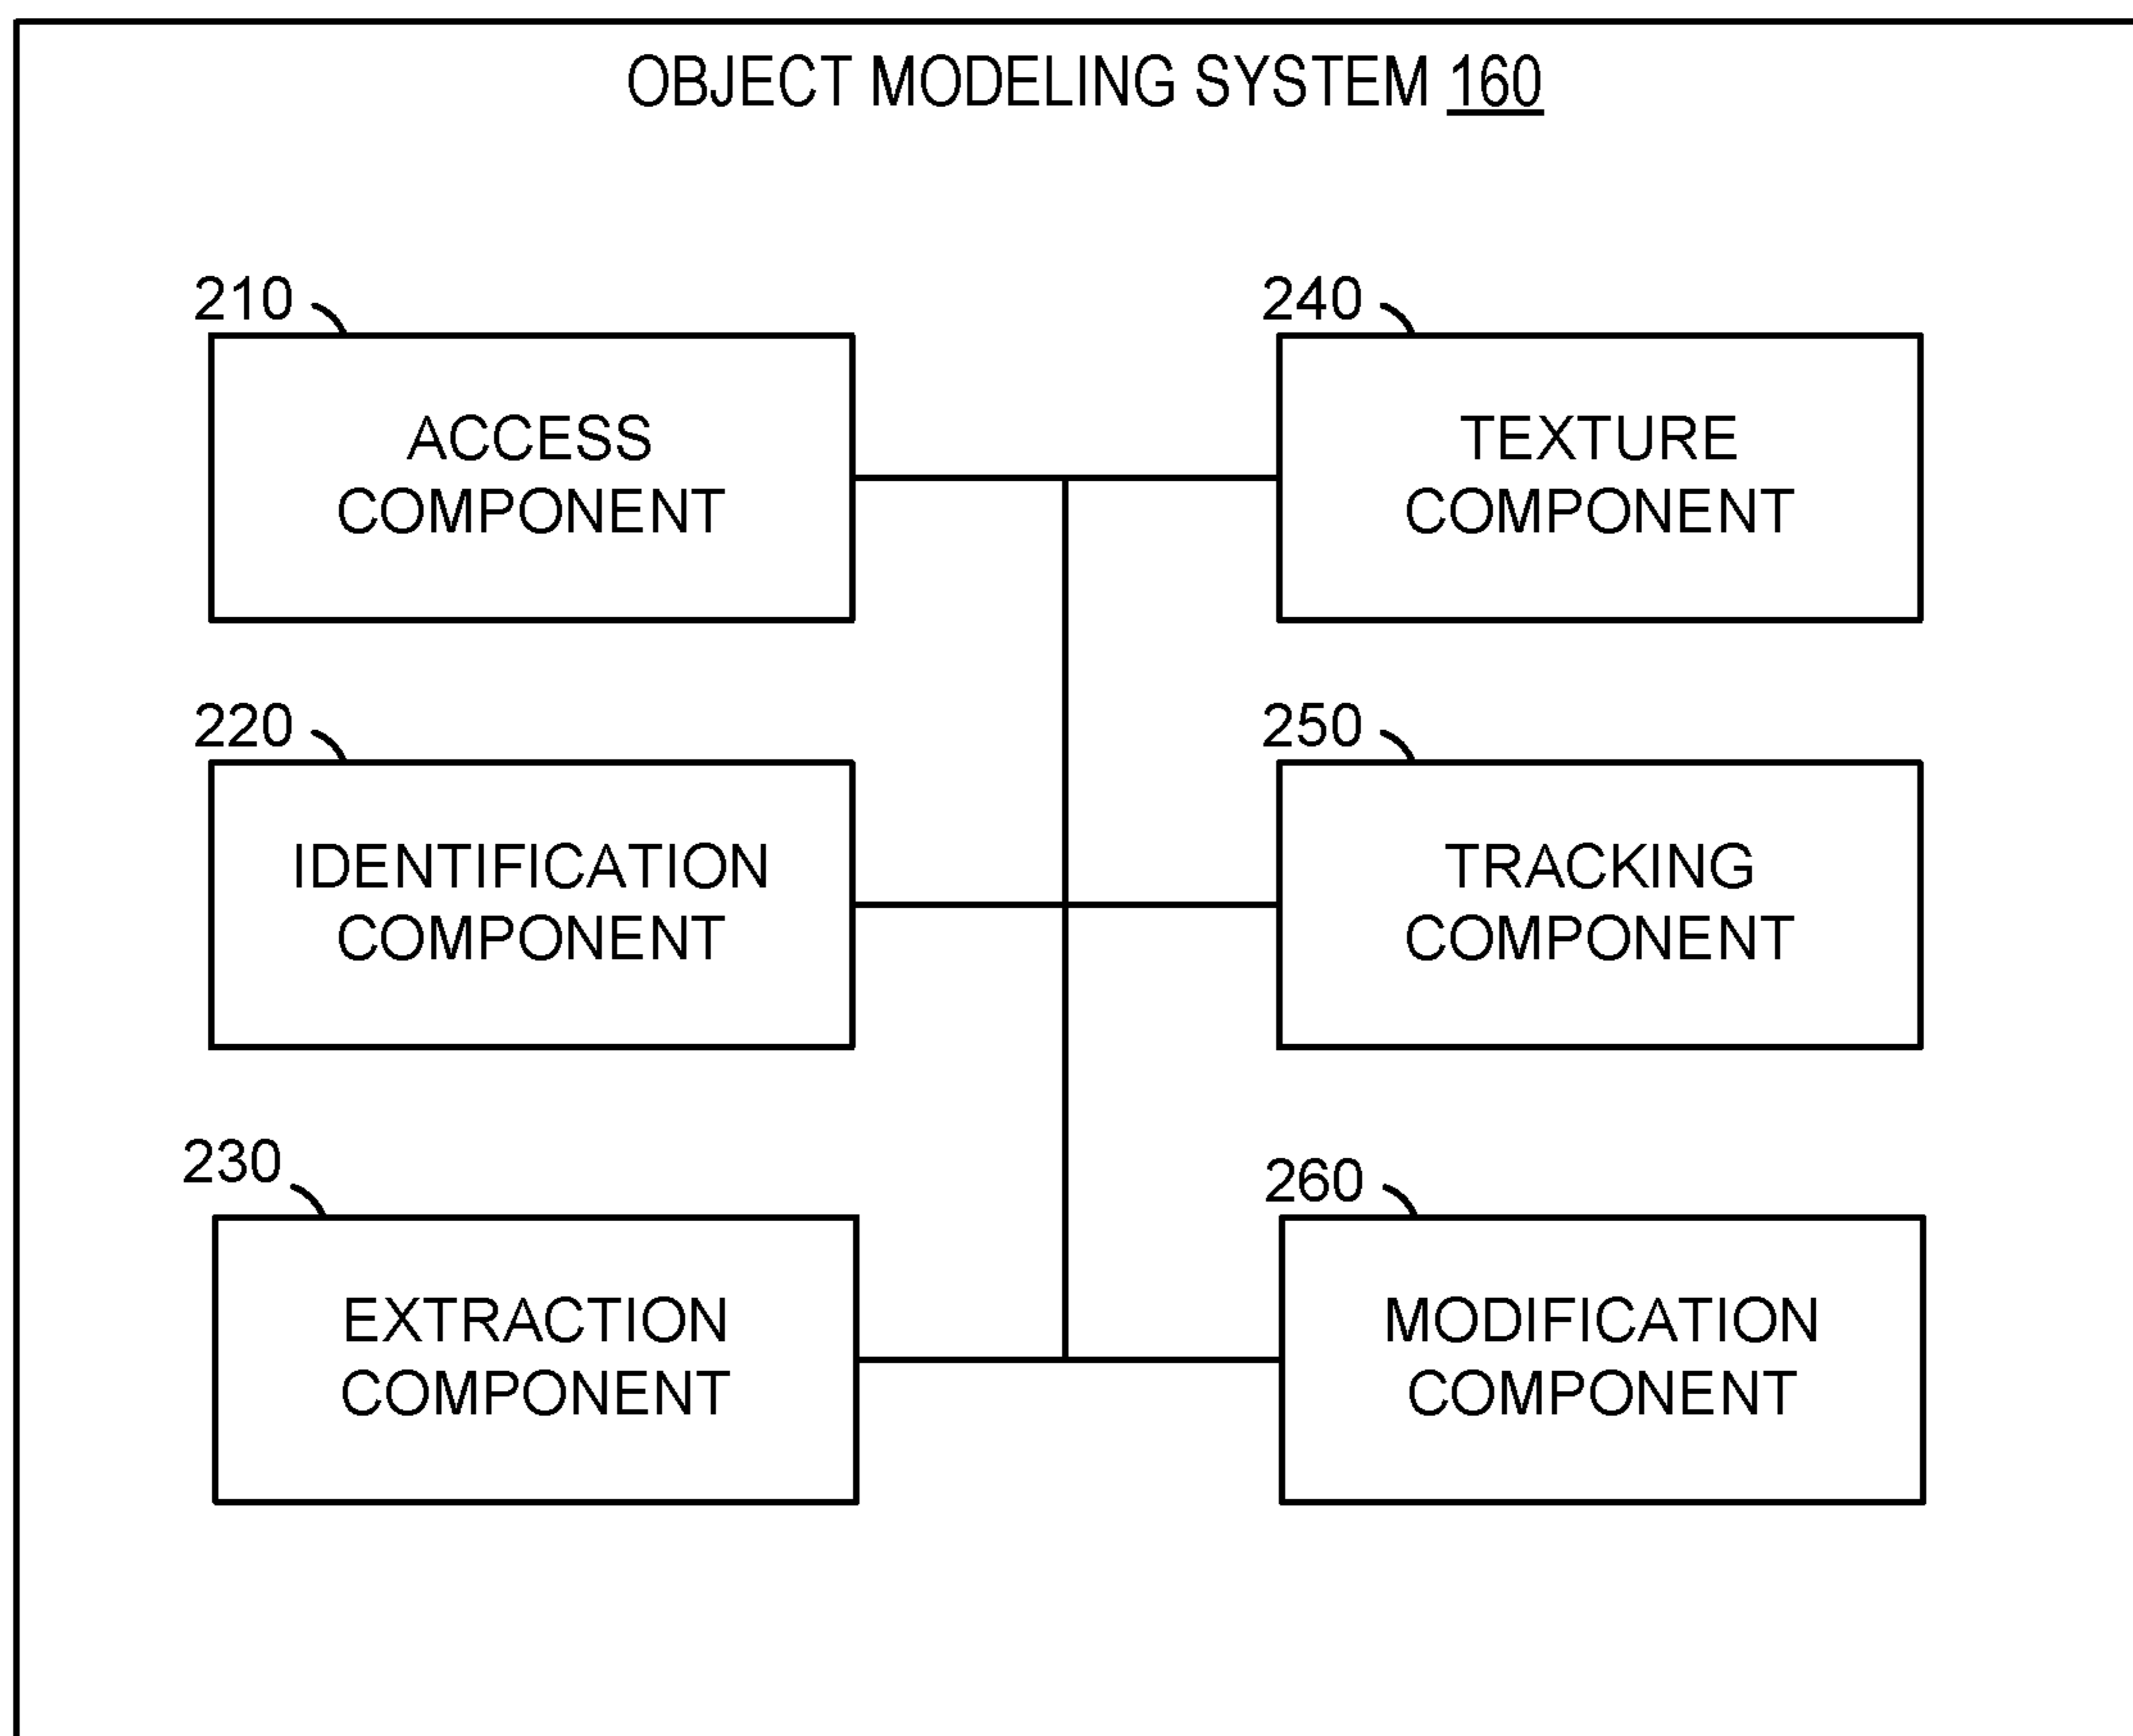 OBJECT MODELING SYSTEM 160
210
ACCESS
COMPONENT
240
TEXTURE
COMPONENT
220
IDENTIFICATION
COMPONENT
250
TRACKING
COMPONENT
230
EXTRACTION
COMPONENT
260
MODIFICATION
COMPONENT